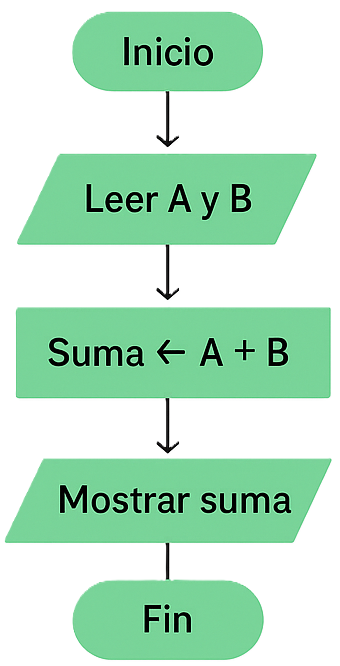 Inicio
Leer A y B
Suma ← A + B
Mostrar suma
Fin